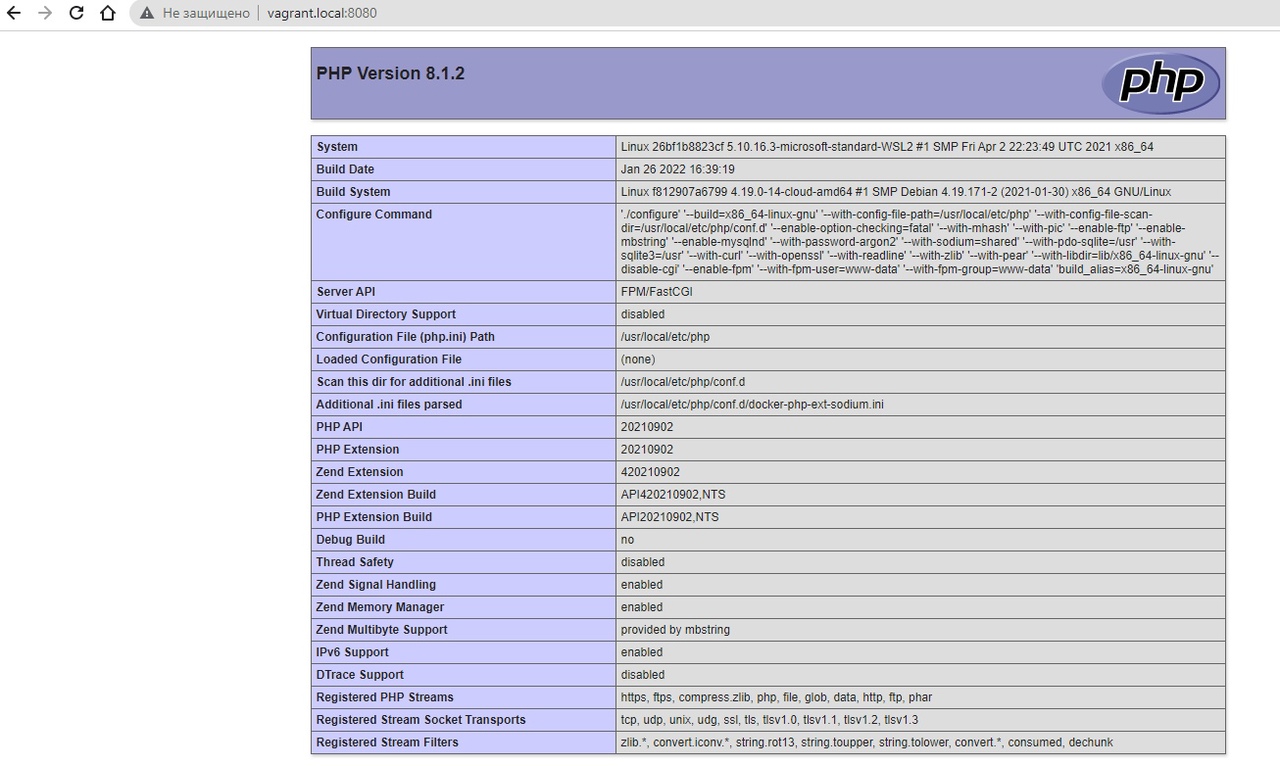 Не защищено
vagrant.local:8080
PHP Version 8.1.2
php
System
Linux 26bf1b8823cf 5.10.16.3-microsoft-standard-WSL2 #1 SMP Fri Apr 2 22:23:49 UTC 2021 x86_64
Build Date
Jan 26 2022 16:39:19
Build System
Linux f812907a6799 4.19.0-14-cloud-amd64 #1 SMP Debian 4.19.171-2 (2021-01-30) x86_64 GNU/Linux
Configure Command
'./configure' '--build=x86_64-linux-gnu' '--with-config-file-path=/usr/local/etc/php' '--with-config-file-scan-
dir=/usr/local/etc/php/conf.d' '--enable-option-checking=fatal' '--with-mhash' '--with-pic' '--enable-ftp' '--enable-
mbstring' '--enable-mysqlnd' '--with-password-argon2' '--with-sodium=shared' '--with-pdo-sqlite=/usr' '--with-
sqlite3=/usr' '--with-curl' '--with-openssl' '--with-readline' '--with-zlib' '--with-pear' '--with-libdir=lib/x86_64-linux-gnu' '--
disable-cgi' '--enable-fpm' '--with-fpm-user=www-data' '--with-fpm-group=www-data' 'build_alias=x86_64-linux-gnu'
Server API
FPM/FastCGI
Virtual Directory Support
disabled
Configuration File (php.ini) Path
/usr/local/etc/php
Loaded Configuration File
(none)
Scan this dir for additional .ini files
/usr/local/etc/php/conf.d
Additional .ini files parsed
/usr/local/etc/php/conf.d/docker-php-ext-sodium.ini
PHP API
20210902
PHP Extension
20210902
Zend Extension
420210902
Zend Extension Build
API420210902,NTS
PHP Extension Build
API20210902,NTS
Debug Build
no
Thread Safety
disabled
Zend Signal Handling
enabled
Zend Memory Manager
enabled
Zend Multibyte Support
provided by mbstring
IPv6 Support
enabled
DTrace Support
disabled
Registered PHP Streams
https, ftps, compress.zlib, php, file, glob, data, http, ftp, phar
Registered Stream Socket Transports
tcp, udp, unix, udg, ssl, tls, tlsv1.0, tlsv1.1, tlsv1.2, tlsv1.3
Registered Stream Filters
zlib.*, convert.iconv.*, string.rot13, string.toupper, string.tolower, convert.*, consumed, dechunk